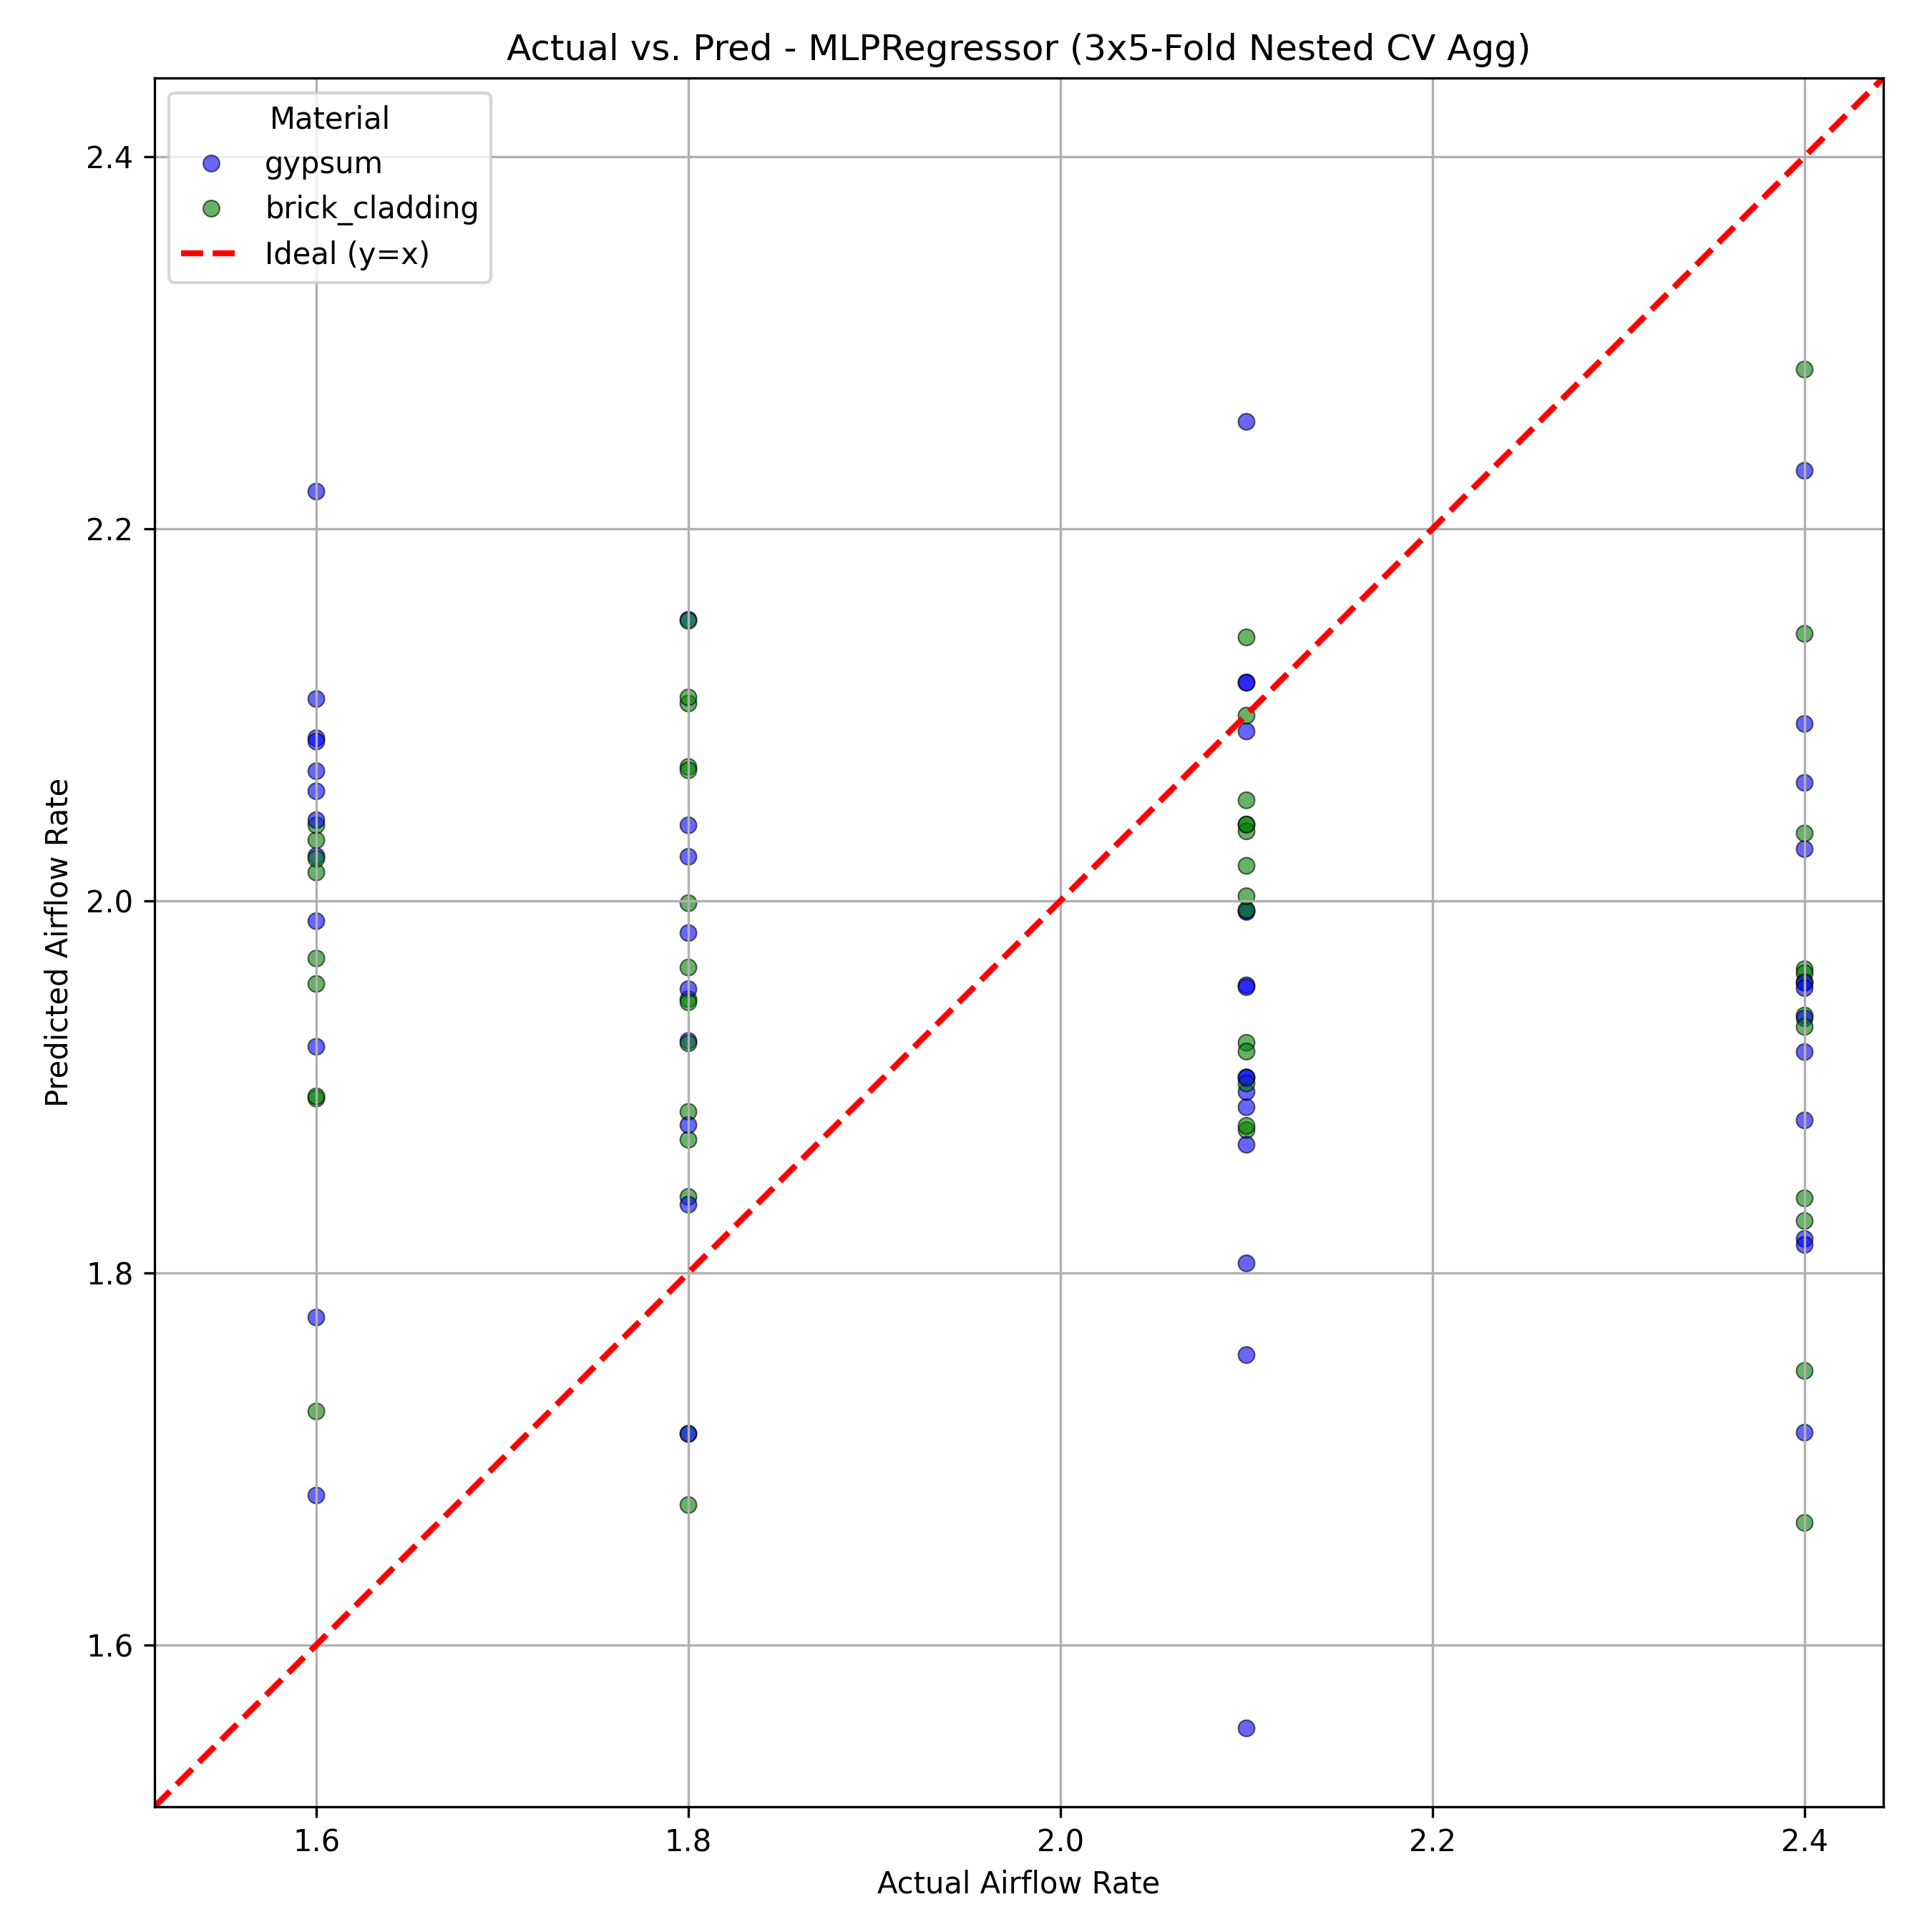 Actual vs. Pred - MLPRegressor (3x5-Fold Nested CV Agg)
Material
gypsum
brick_cladding
Ideal (y=x)
2.4
2.2
2.0
1.8
1.6
Predicted Airflow Rate
1.6 1.8 2.0 2.2 2.4
Actual Airflow Rate